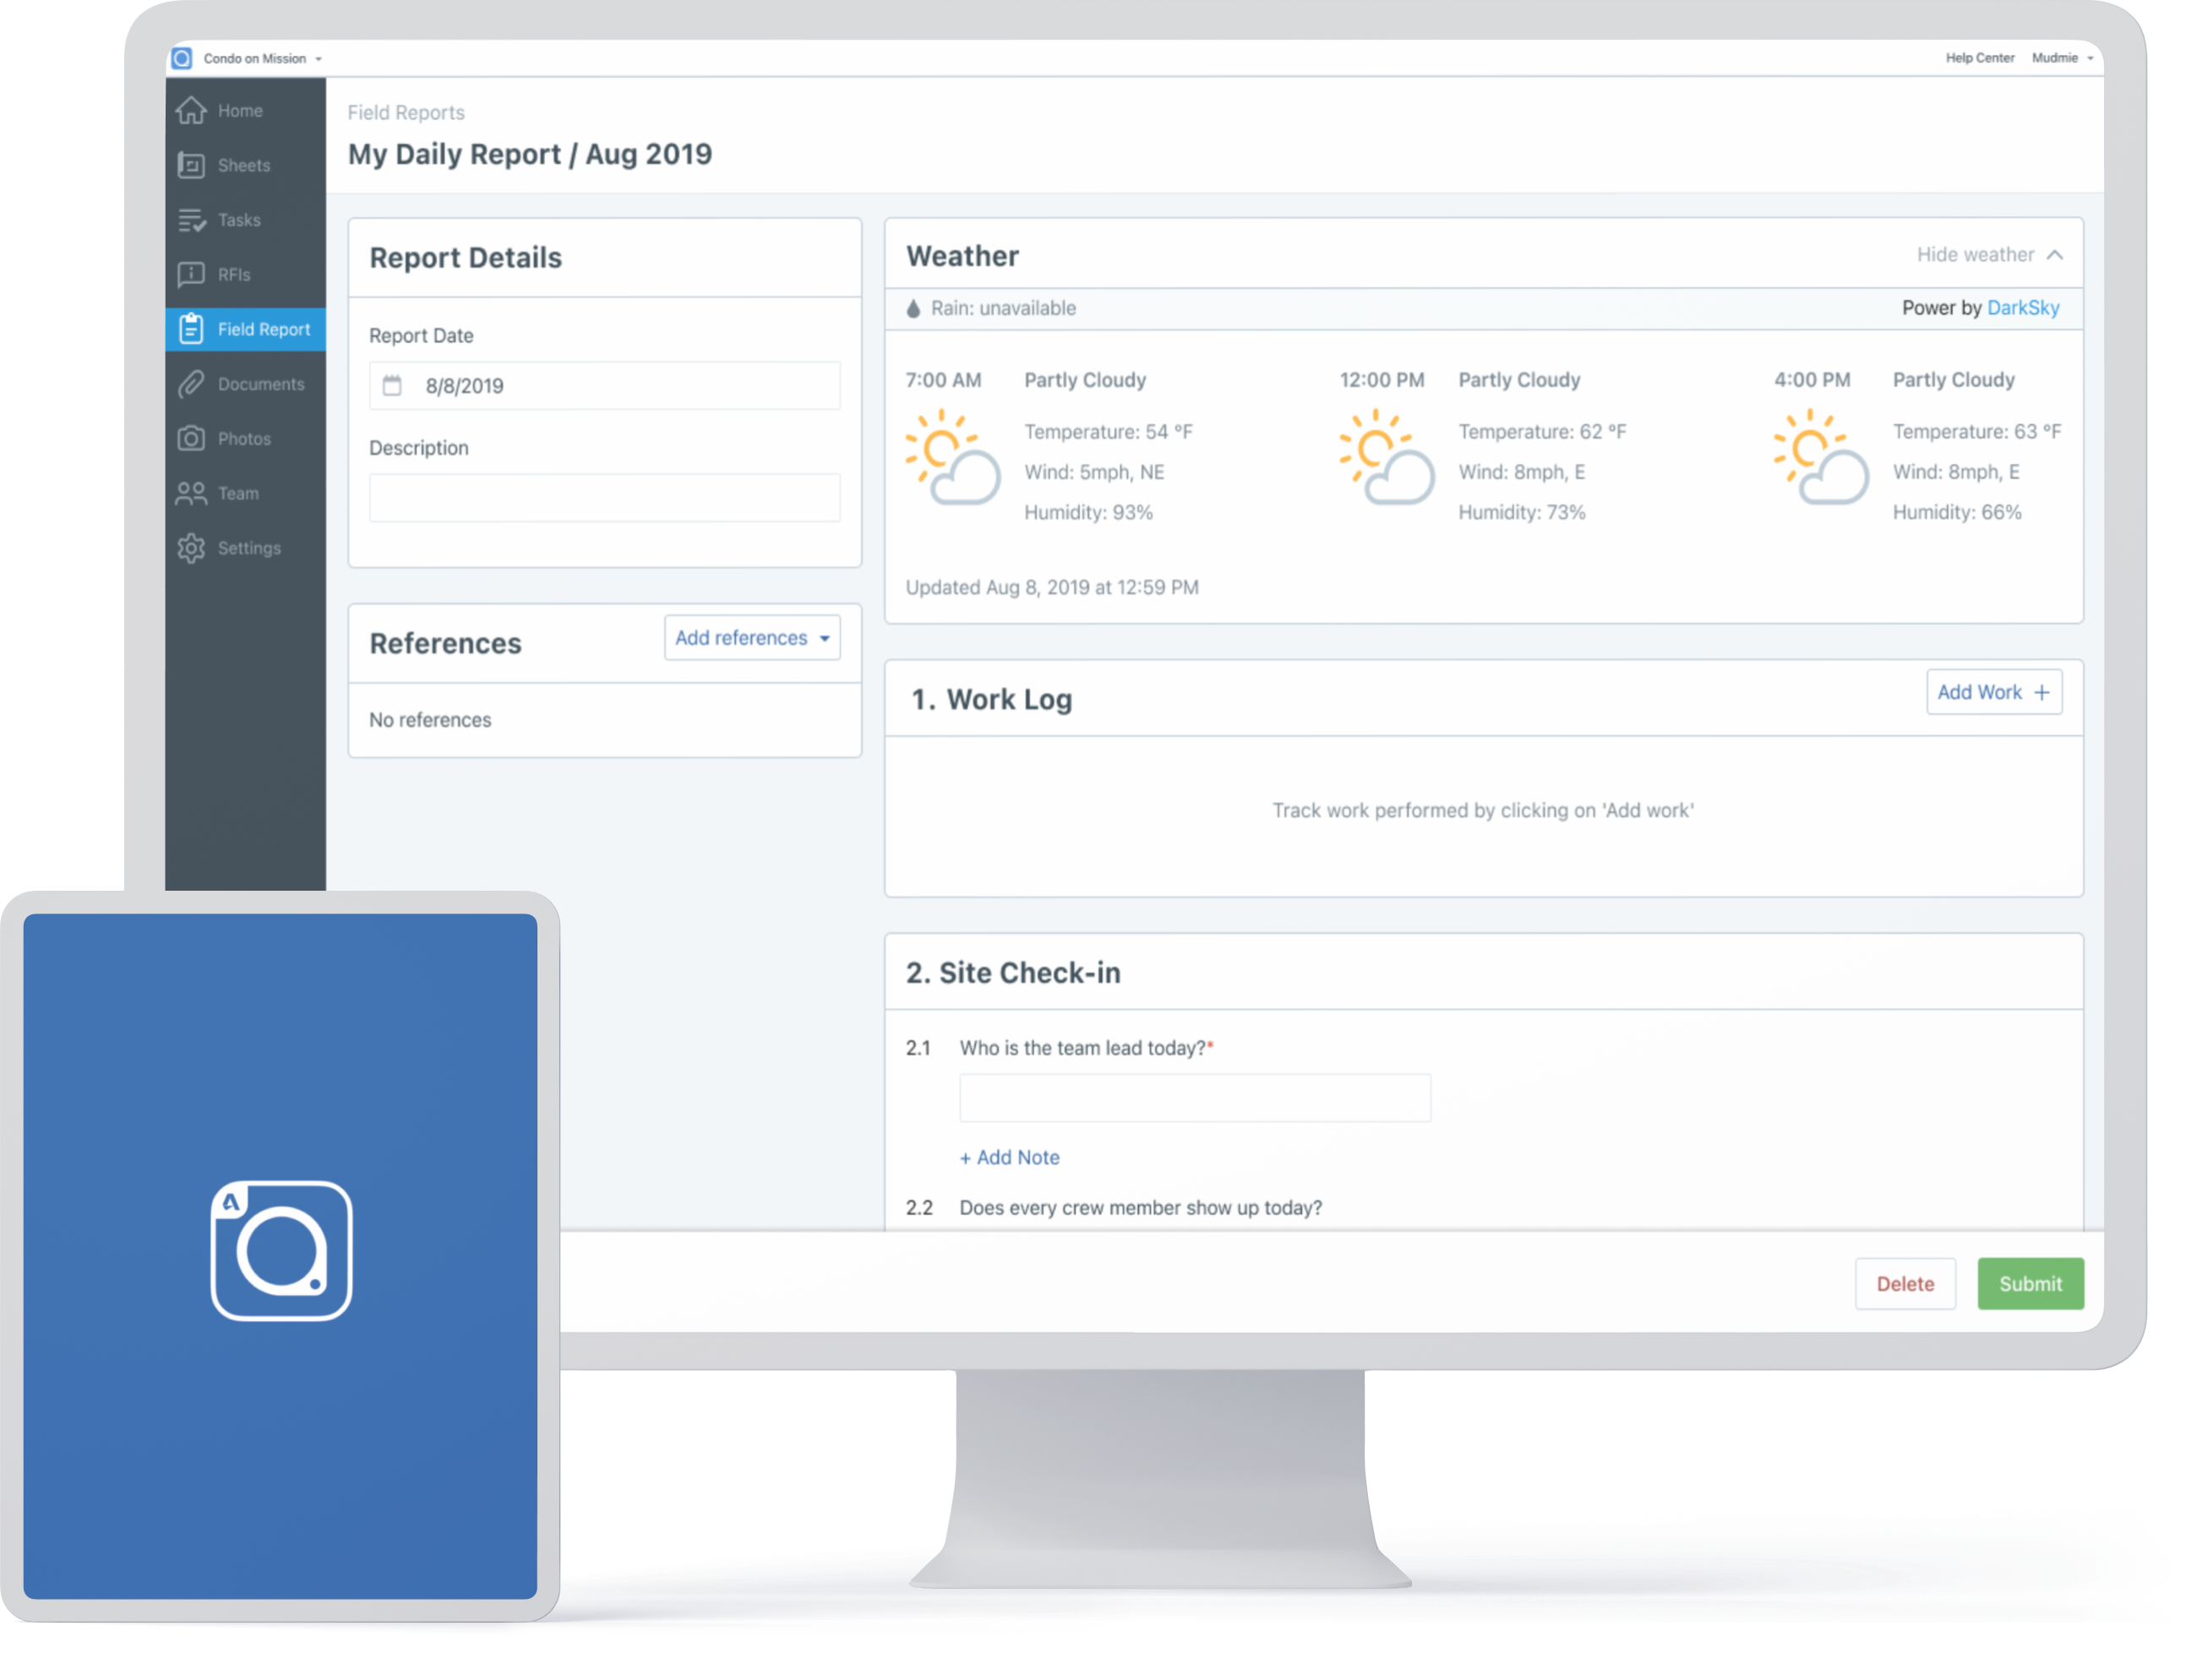 Condo on Mission
Help Center
Mudmie
Home
Sheets
Tasks
RFIs
Field Report
Documents
Photos
Team
Settings
Field Reports
My Daily Report / Aug 2019
Report Details
Report Date
8/8/2019
Description
References
Add references
No references
Weather
Hide weather
Rain: unavailable
Power by DarkSky
7:00 AM
Partly Cloudy
Temperature: 54 °F
Wind: 5mph, NE
Humidity: 93%
12:00 PM
Partly Cloudy
Temperature: 62 °F
Wind: 8mph, E
Humidity: 73%
4:00 PM
Partly Cloudy
Temperature: 63 °F
Wind: 8mph, E
Humidity: 66%
Updated Aug 8, 2019 at 12:59 PM
1. Work Log
Add Work +
Track work performed by clicking on 'Add work'
2. Site Check-in
2.1 Who is the team lead today?*
+ Add Note
2.2 Does every crew member show up today?
Delete
Submit